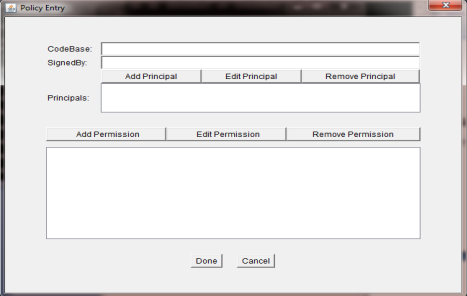 Policy Entry
CodeBase:
SignedBy:
Add Principal Edit Principal Remove Principal
Principals:
Add Permission Edit Permission Remove Permission
Done Cancel